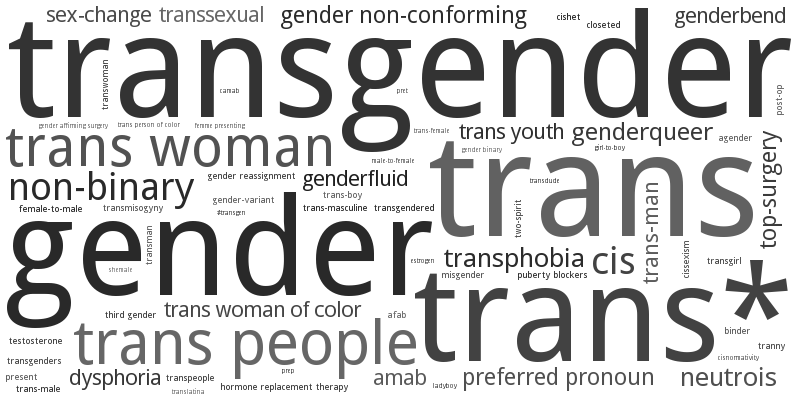 sex-change
transsexual
gender non-conforming
cishet
closeted
genderbend
transgender
transwoman
camab
pret
post-op
gender affirming surgery
trans person of color
femme presenting
trans-female
trans youth
genderqueer
agender
trans woman
male-to-female
gender binary
girl-to-boy
top-surgery
non-binary
gender reassignment
genderfluid
trans
transdude
trans-man
female-to-male
transmisogyny
gender-variant
#transgen
trans-boy
trans-masculine
transgendered
two-spirit
gender
transman
shemale
estrogen
transphobia
cis
cissexism
transgirl
misgender
puberty blockers
trans*
third gender
trans woman of color
afab
binder
tranny
testosterone
trans people
cisnormativity
transgenders
prep
present
dysphoria
transpeople
amab
preferred pronoun
neutrois
trans-male
translatina
hormone replacement therapy
ladyboy